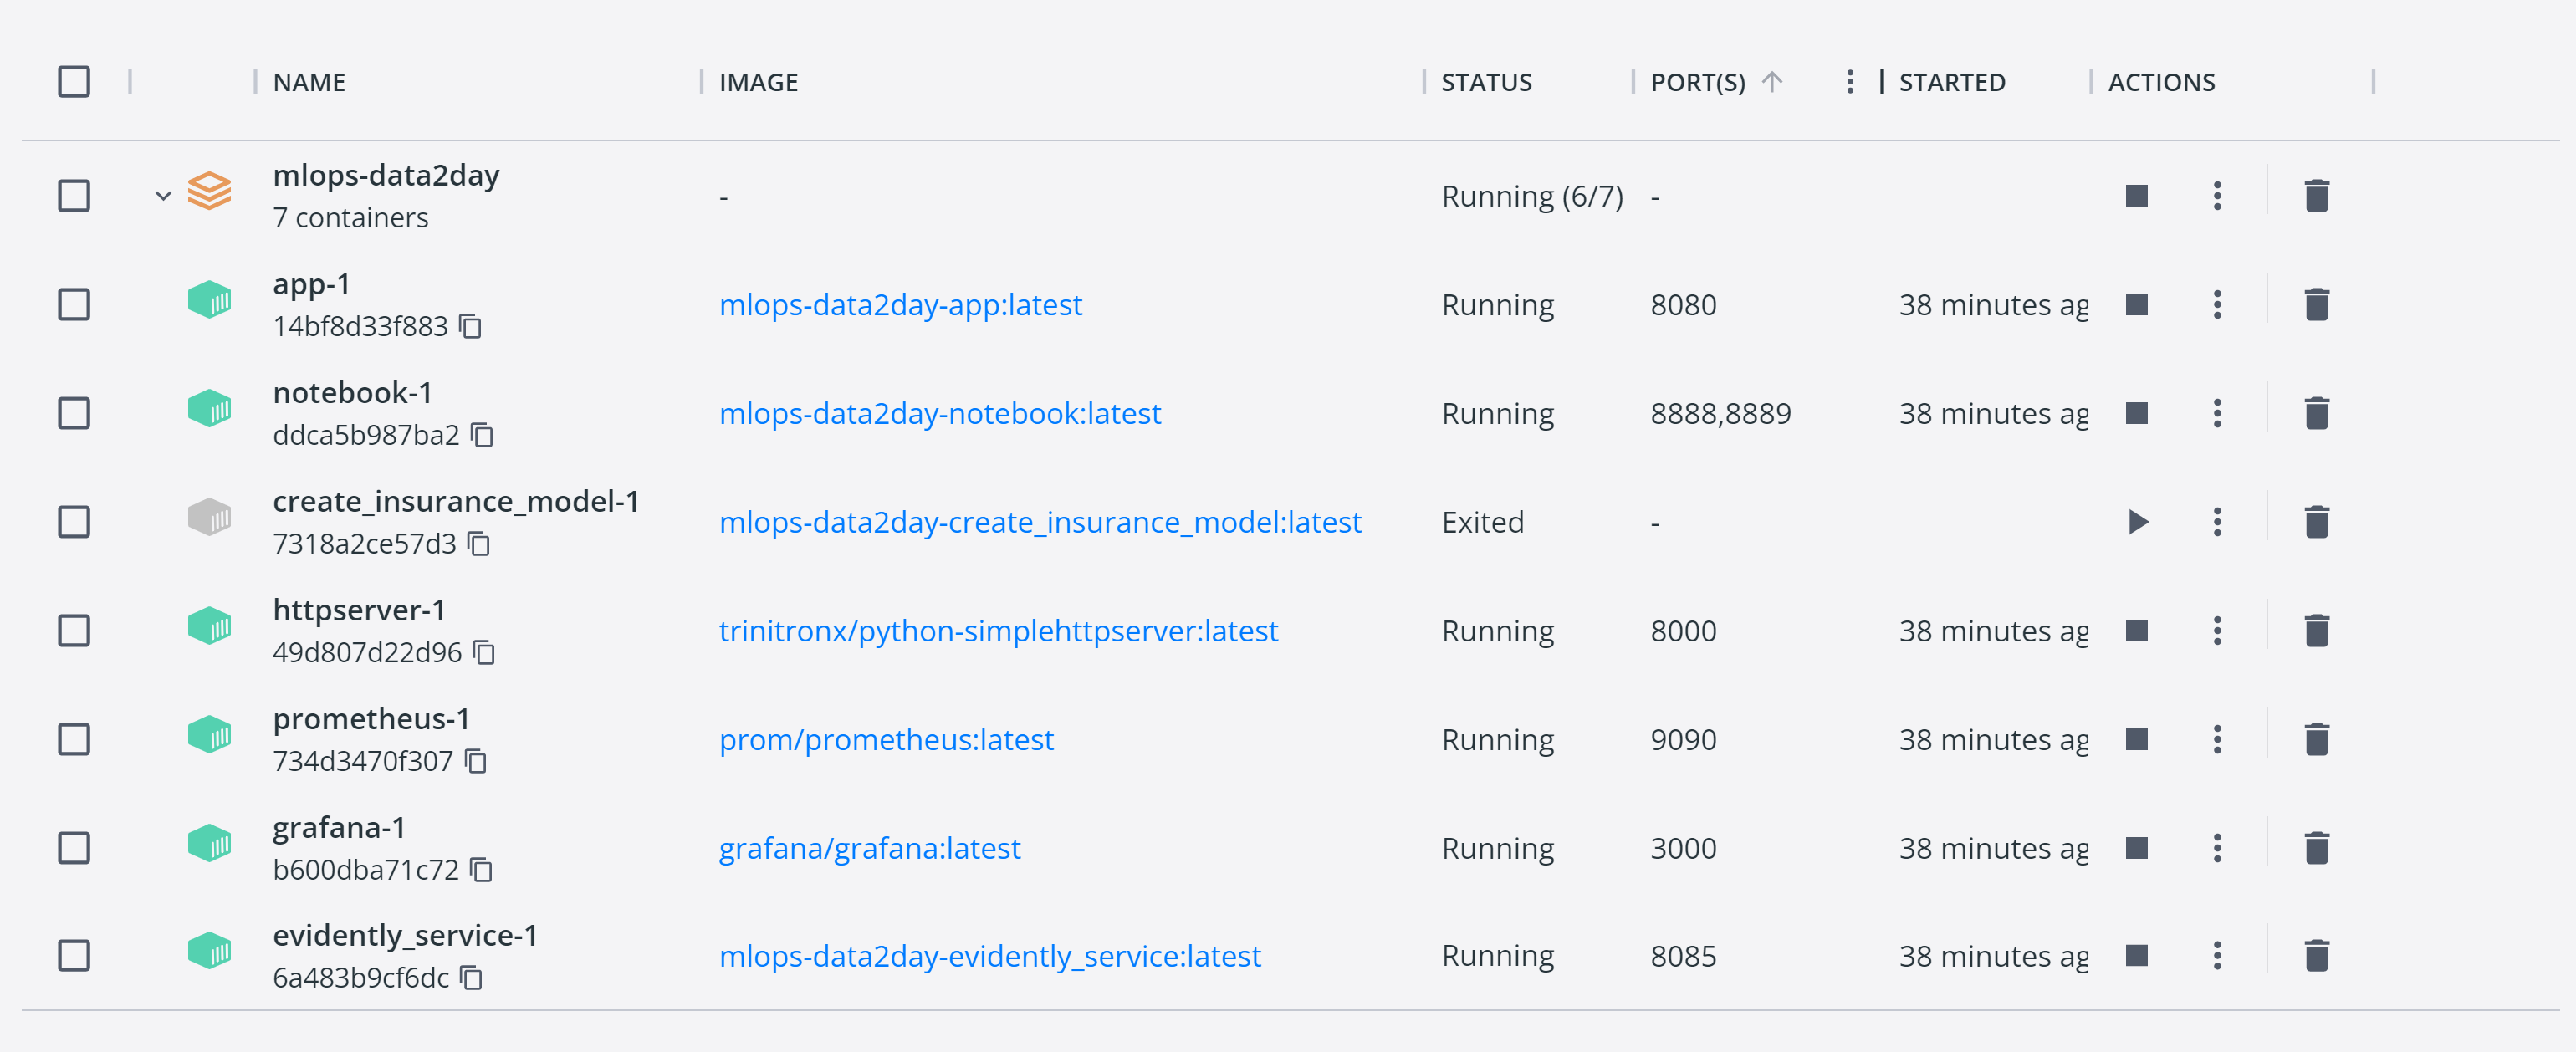 NAME IMAGE STATUS PORT(S) STARTED ACTIONS
mlops-data2day
7 containers
- Running (6/7) -
app-1
14bf8d33f883
mlops-data2day-app:latest Running 8080 38 minutes ag
notebook-1
ddca5b987ba2
mlops-data2day-notebook:latest Running 8888,8889 38 minutes ag
create_insurance_model-1
7318a2ce57d3
mlops-data2day-create_insurance_model:latest Exited -
httpserver-1
49d807d22d96
trinitronx/python-simplehttpserver:latest Running 8000 38 minutes ag
prometheus-1
734d3470f307
prom/prometheus:latest Running 9090 38 minutes ag
grafana-1
b600dba71c72
grafana/grafana:latest Running 3000 38 minutes ag
evidently_service-1
6a483b9cf6dc
mlops-data2day-evidently_service:latest Running 8085 38 minutes ag